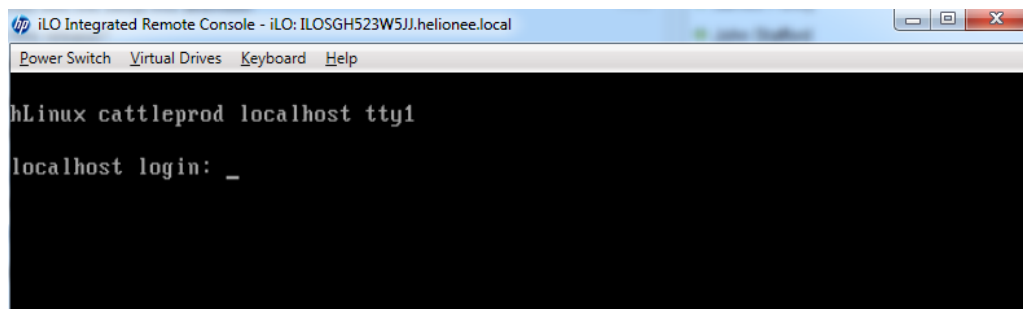 hp iLO Integrated Remote Console - iLO: ILOSGH523W5JJ.helionee.local
Power Switch Virtual Drives Keyboard Help
hLinux cattleprod localhost tty1
localhost login: _